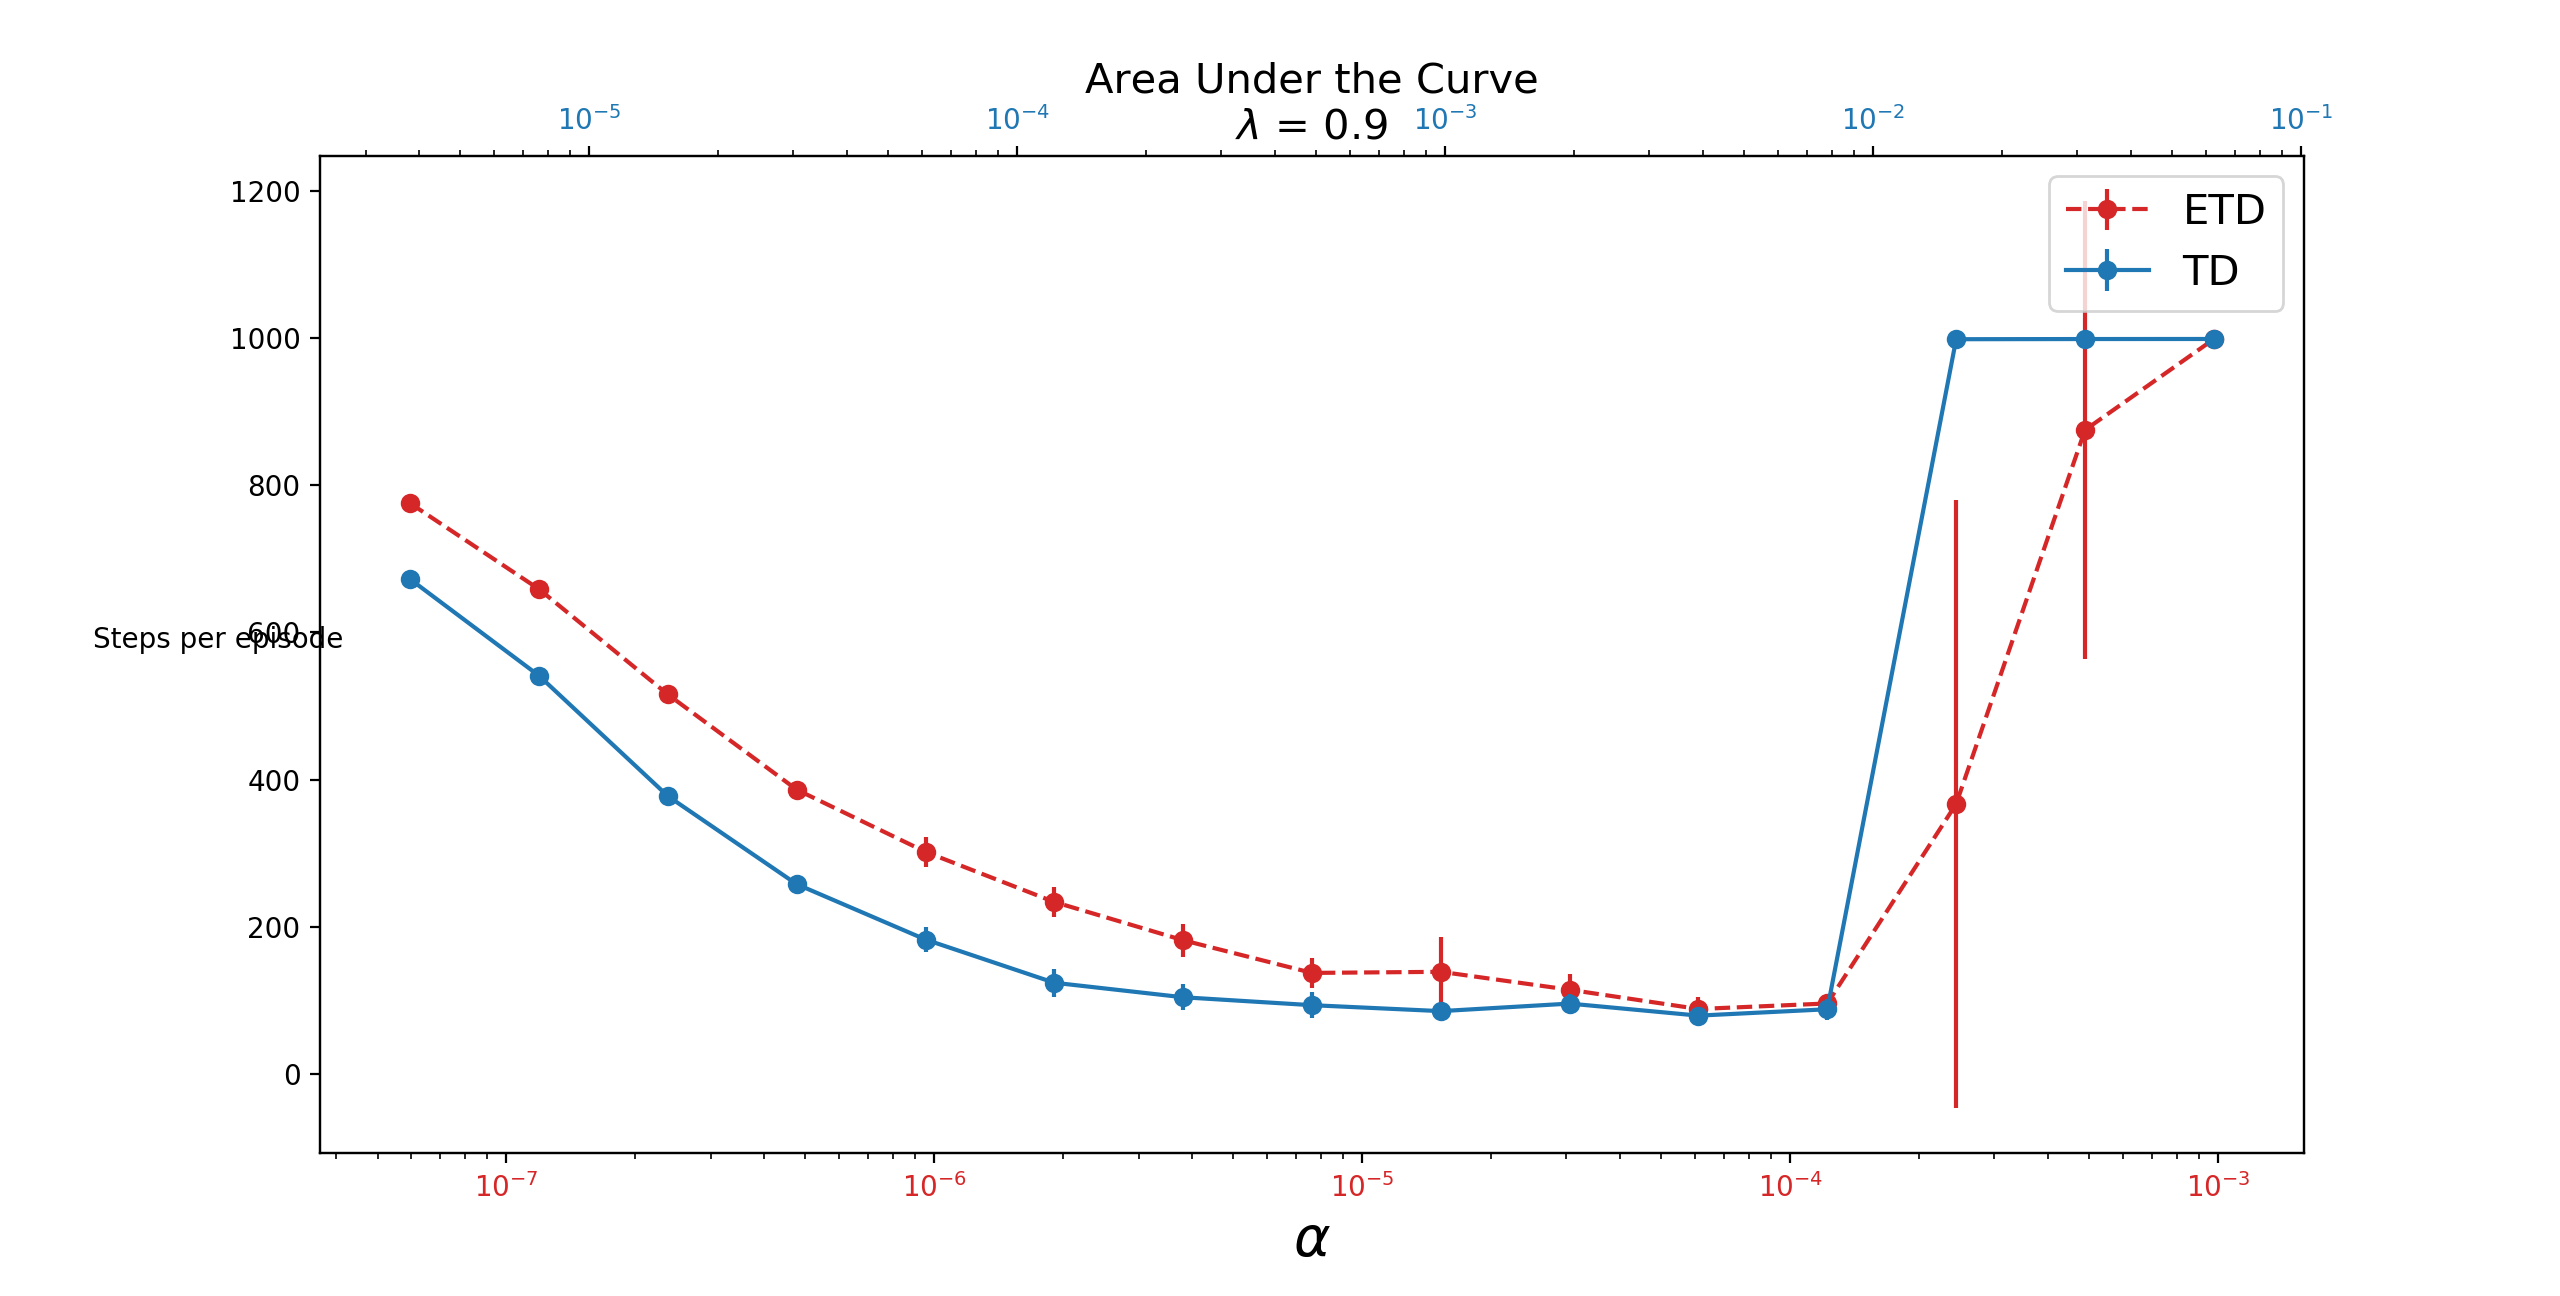 Area Under the Curve
λ = 0.9
10⁻⁵ 10⁻⁴ 10⁻³ 10⁻² 10⁻¹
1200
1000
800
600
400
200
0
Steps per episode
ETD
TD
10⁻⁷ 10⁻⁶ 10⁻⁵ 10⁻⁴ 10⁻³
α